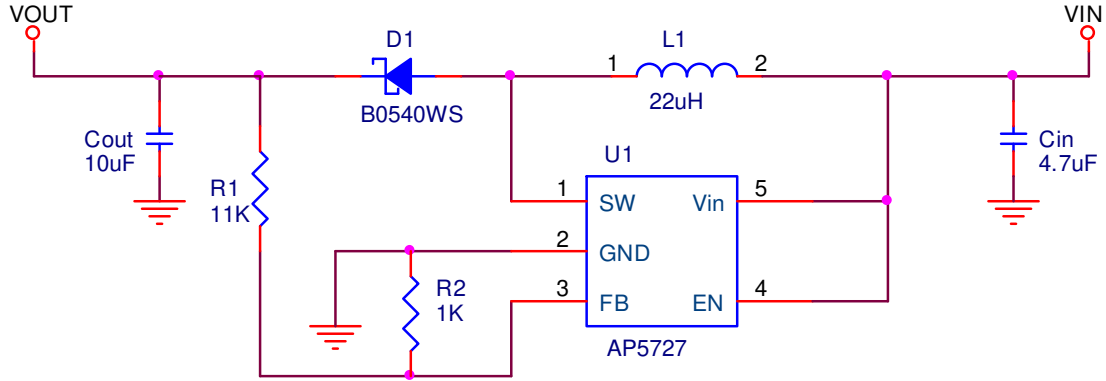 VOUT
VIN
D1
L1
1
2
B0540WS
22uH
Cout
10uF
Cin
4.7uF
U1
R1
11K
1
SW
Vin
5
2
GND
R2
1K
3
FB
EN
4
AP5727